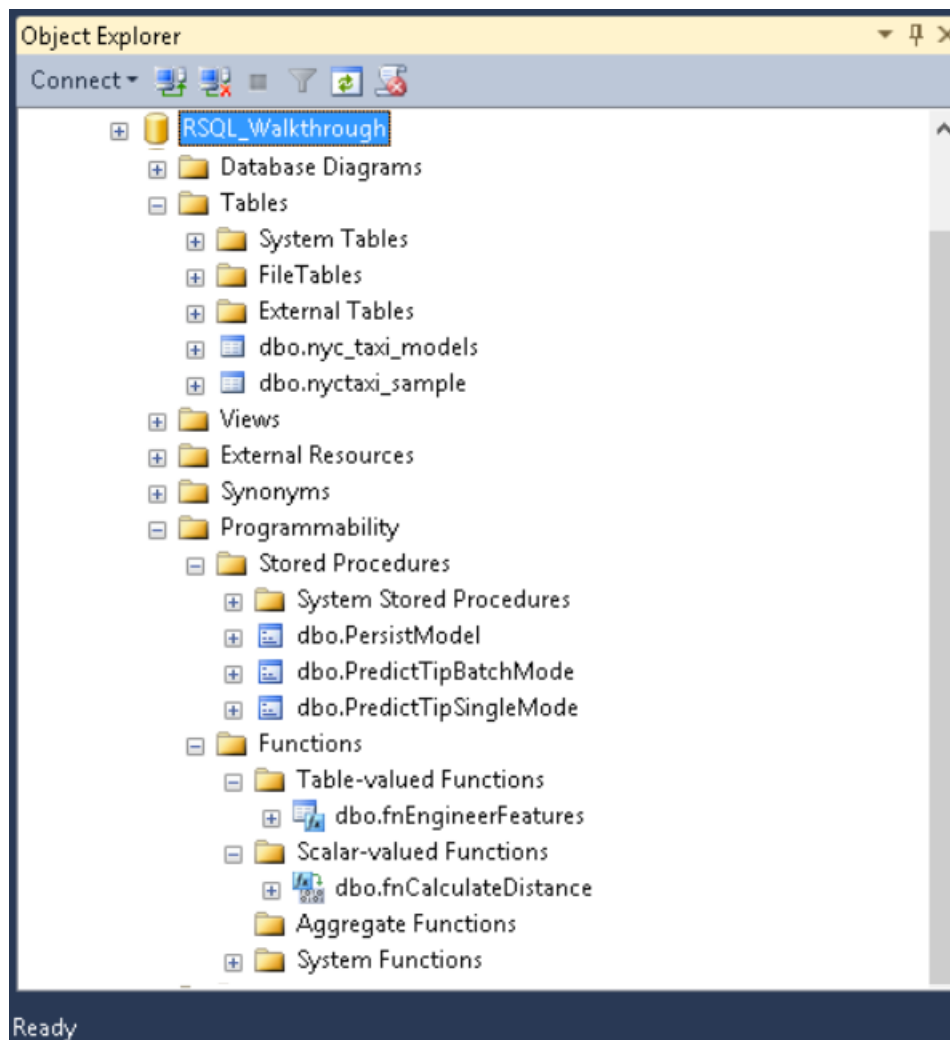 Object Explorer
Connect
RSQL_Walkthrough
Database Diagrams
Tables
System Tables
FileTables
External Tables
dbo.nyc_taxi_models
dbo.nyctaxi_sample
Views
External Resources
Synonyms
Programmability
Stored Procedures
System Stored Procedures
dbo.PersistModel
dbo.PredictTipBatchMode
dbo.PredictTipSingleMode
Functions
Table-valued Functions
dbo.fnEngineerFeatures
Scalar-valued Functions
dbo.fnCalculateDistance
Aggregate Functions
System Functions
Ready